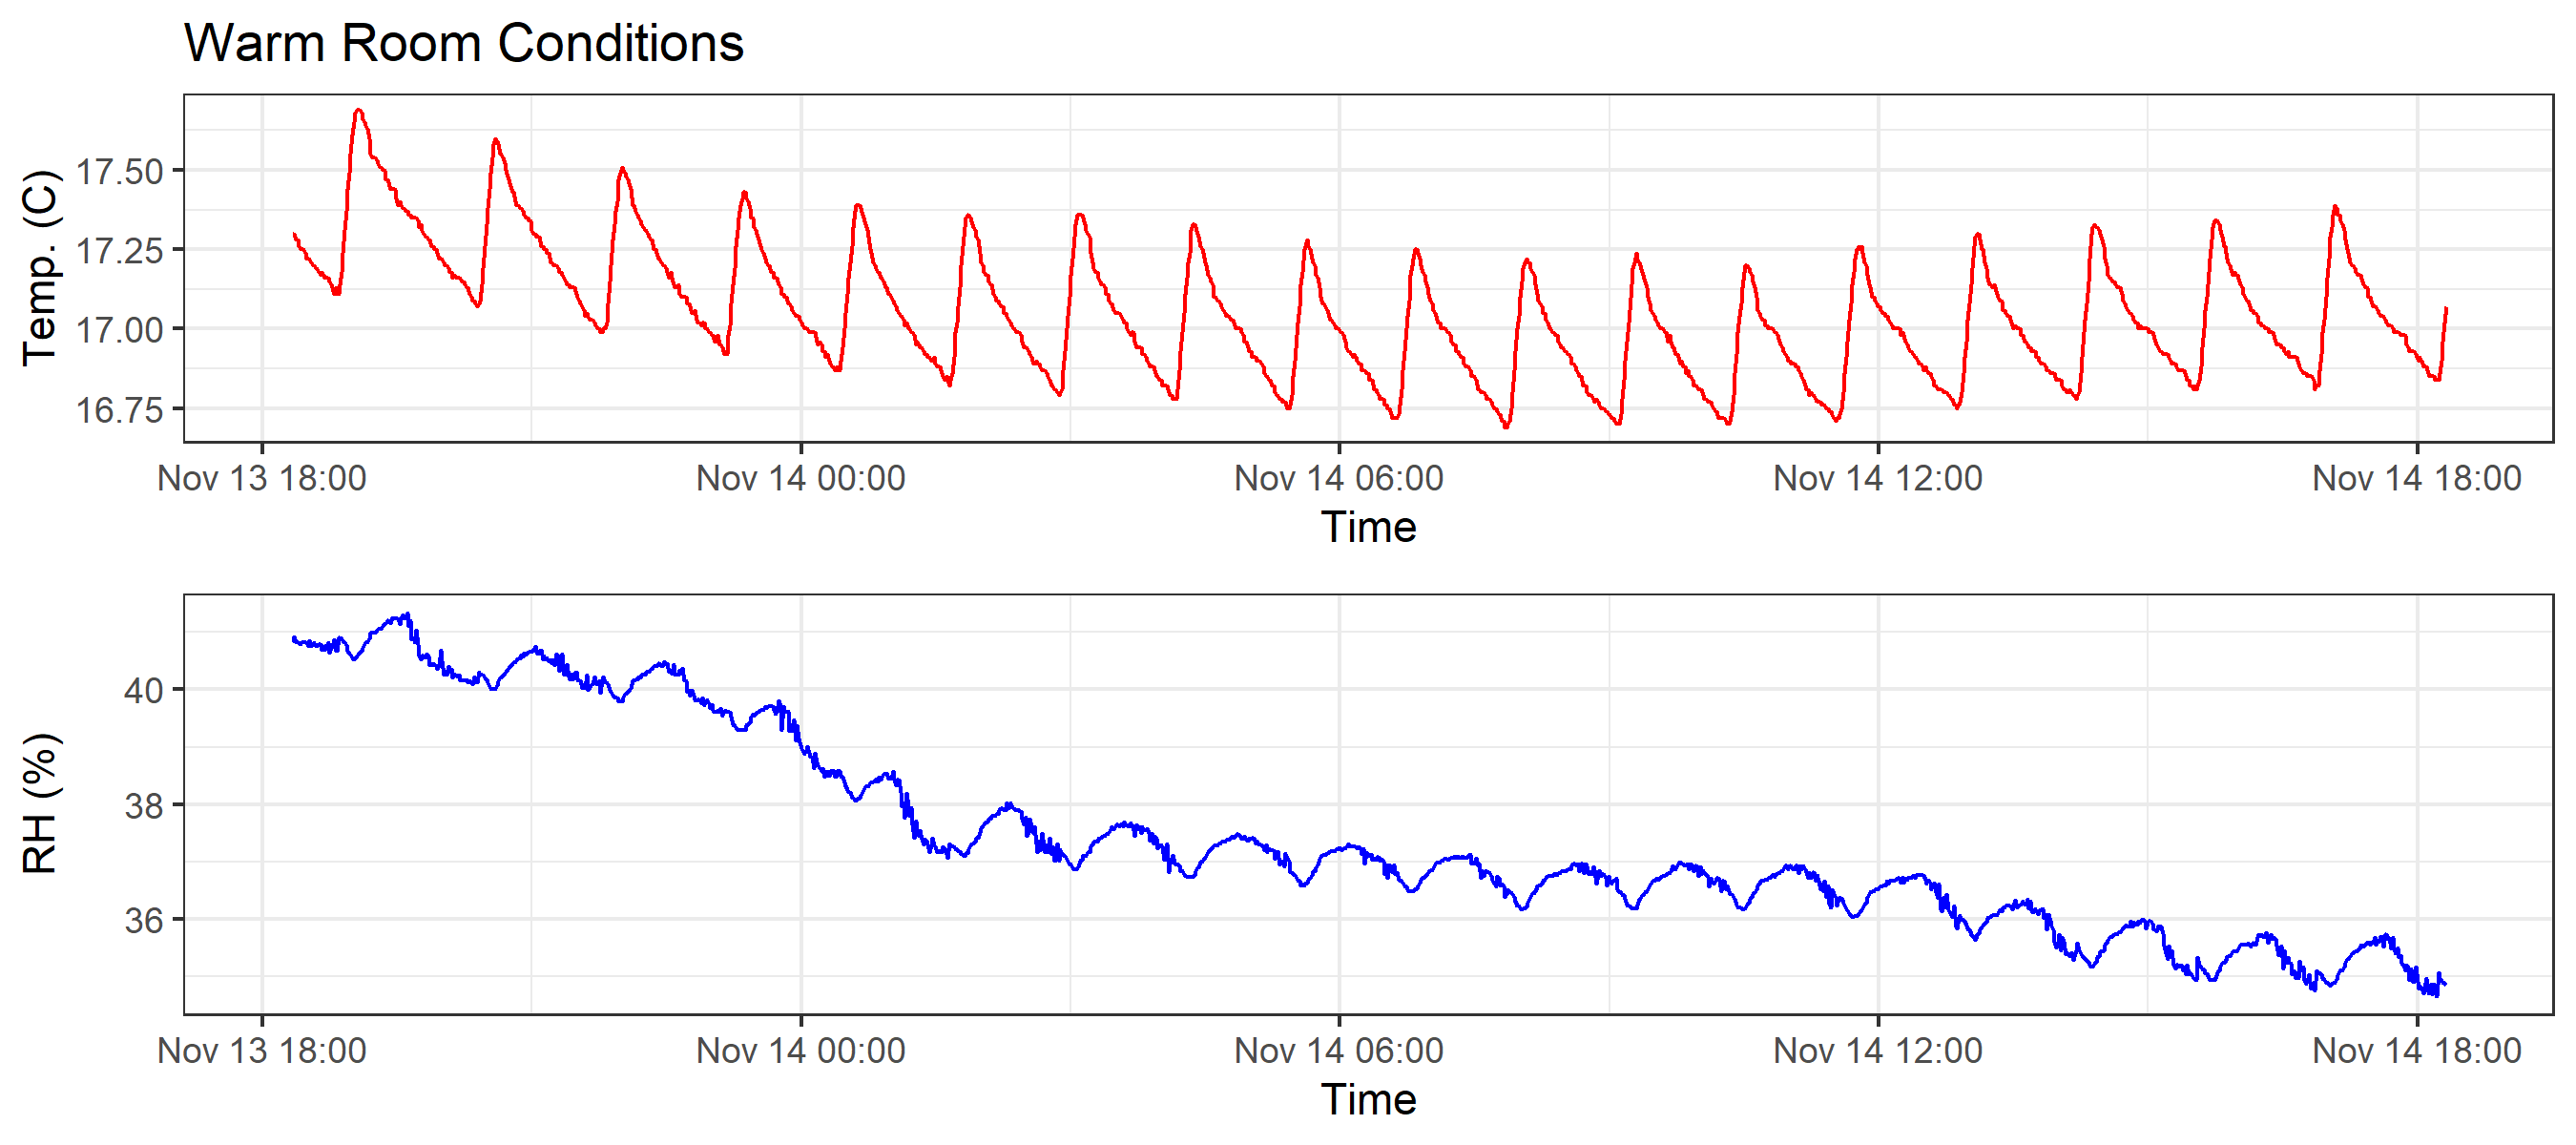 Warm Room Conditions
Temp. (C)
17.50
17.25
17.00
16.75
Nov 13 18:00 Nov 14 00:00 Nov 14 06:00 Nov 14 12:00 Nov 14 18:00
Time
RH (%)
40
38
36
Nov 13 18:00 Nov 14 00:00 Nov 14 06:00 Nov 14 12:00 Nov 14 18:00
Time